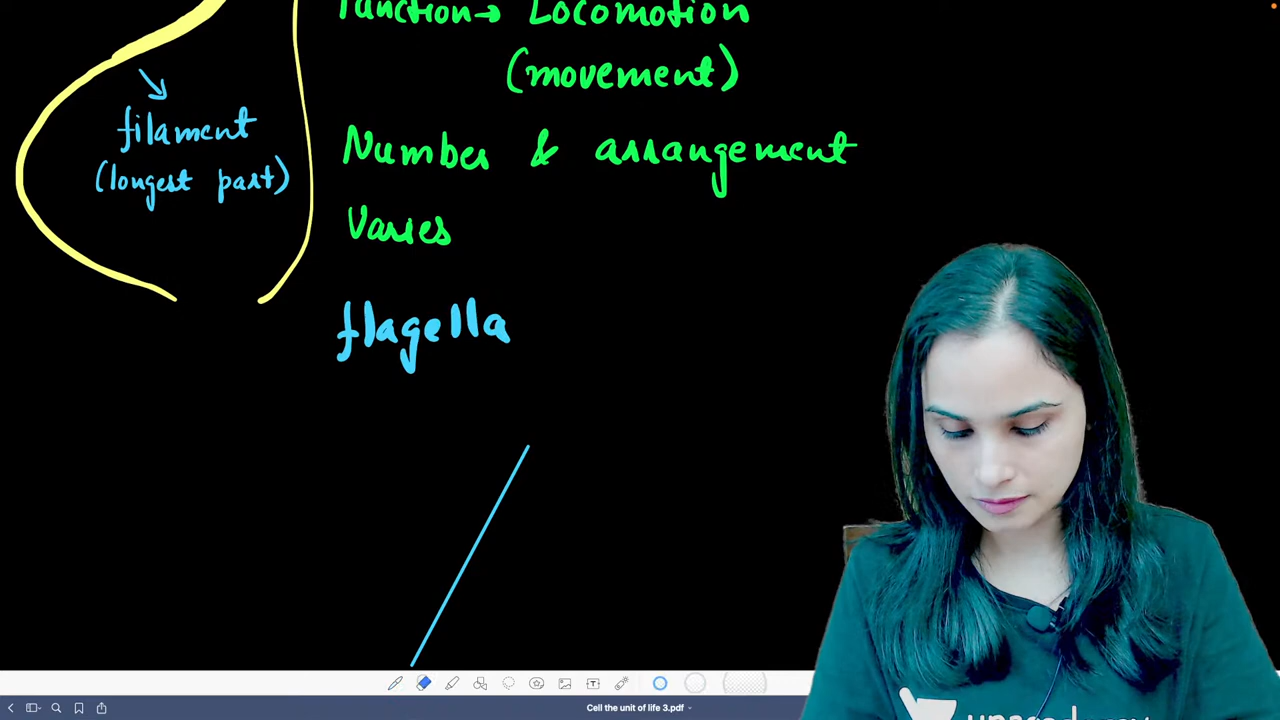 function → Locomotion
(movement)
filament
(longest part)
Number & arrangement
Varies
flagella
Cell the unit of life 3.pdf